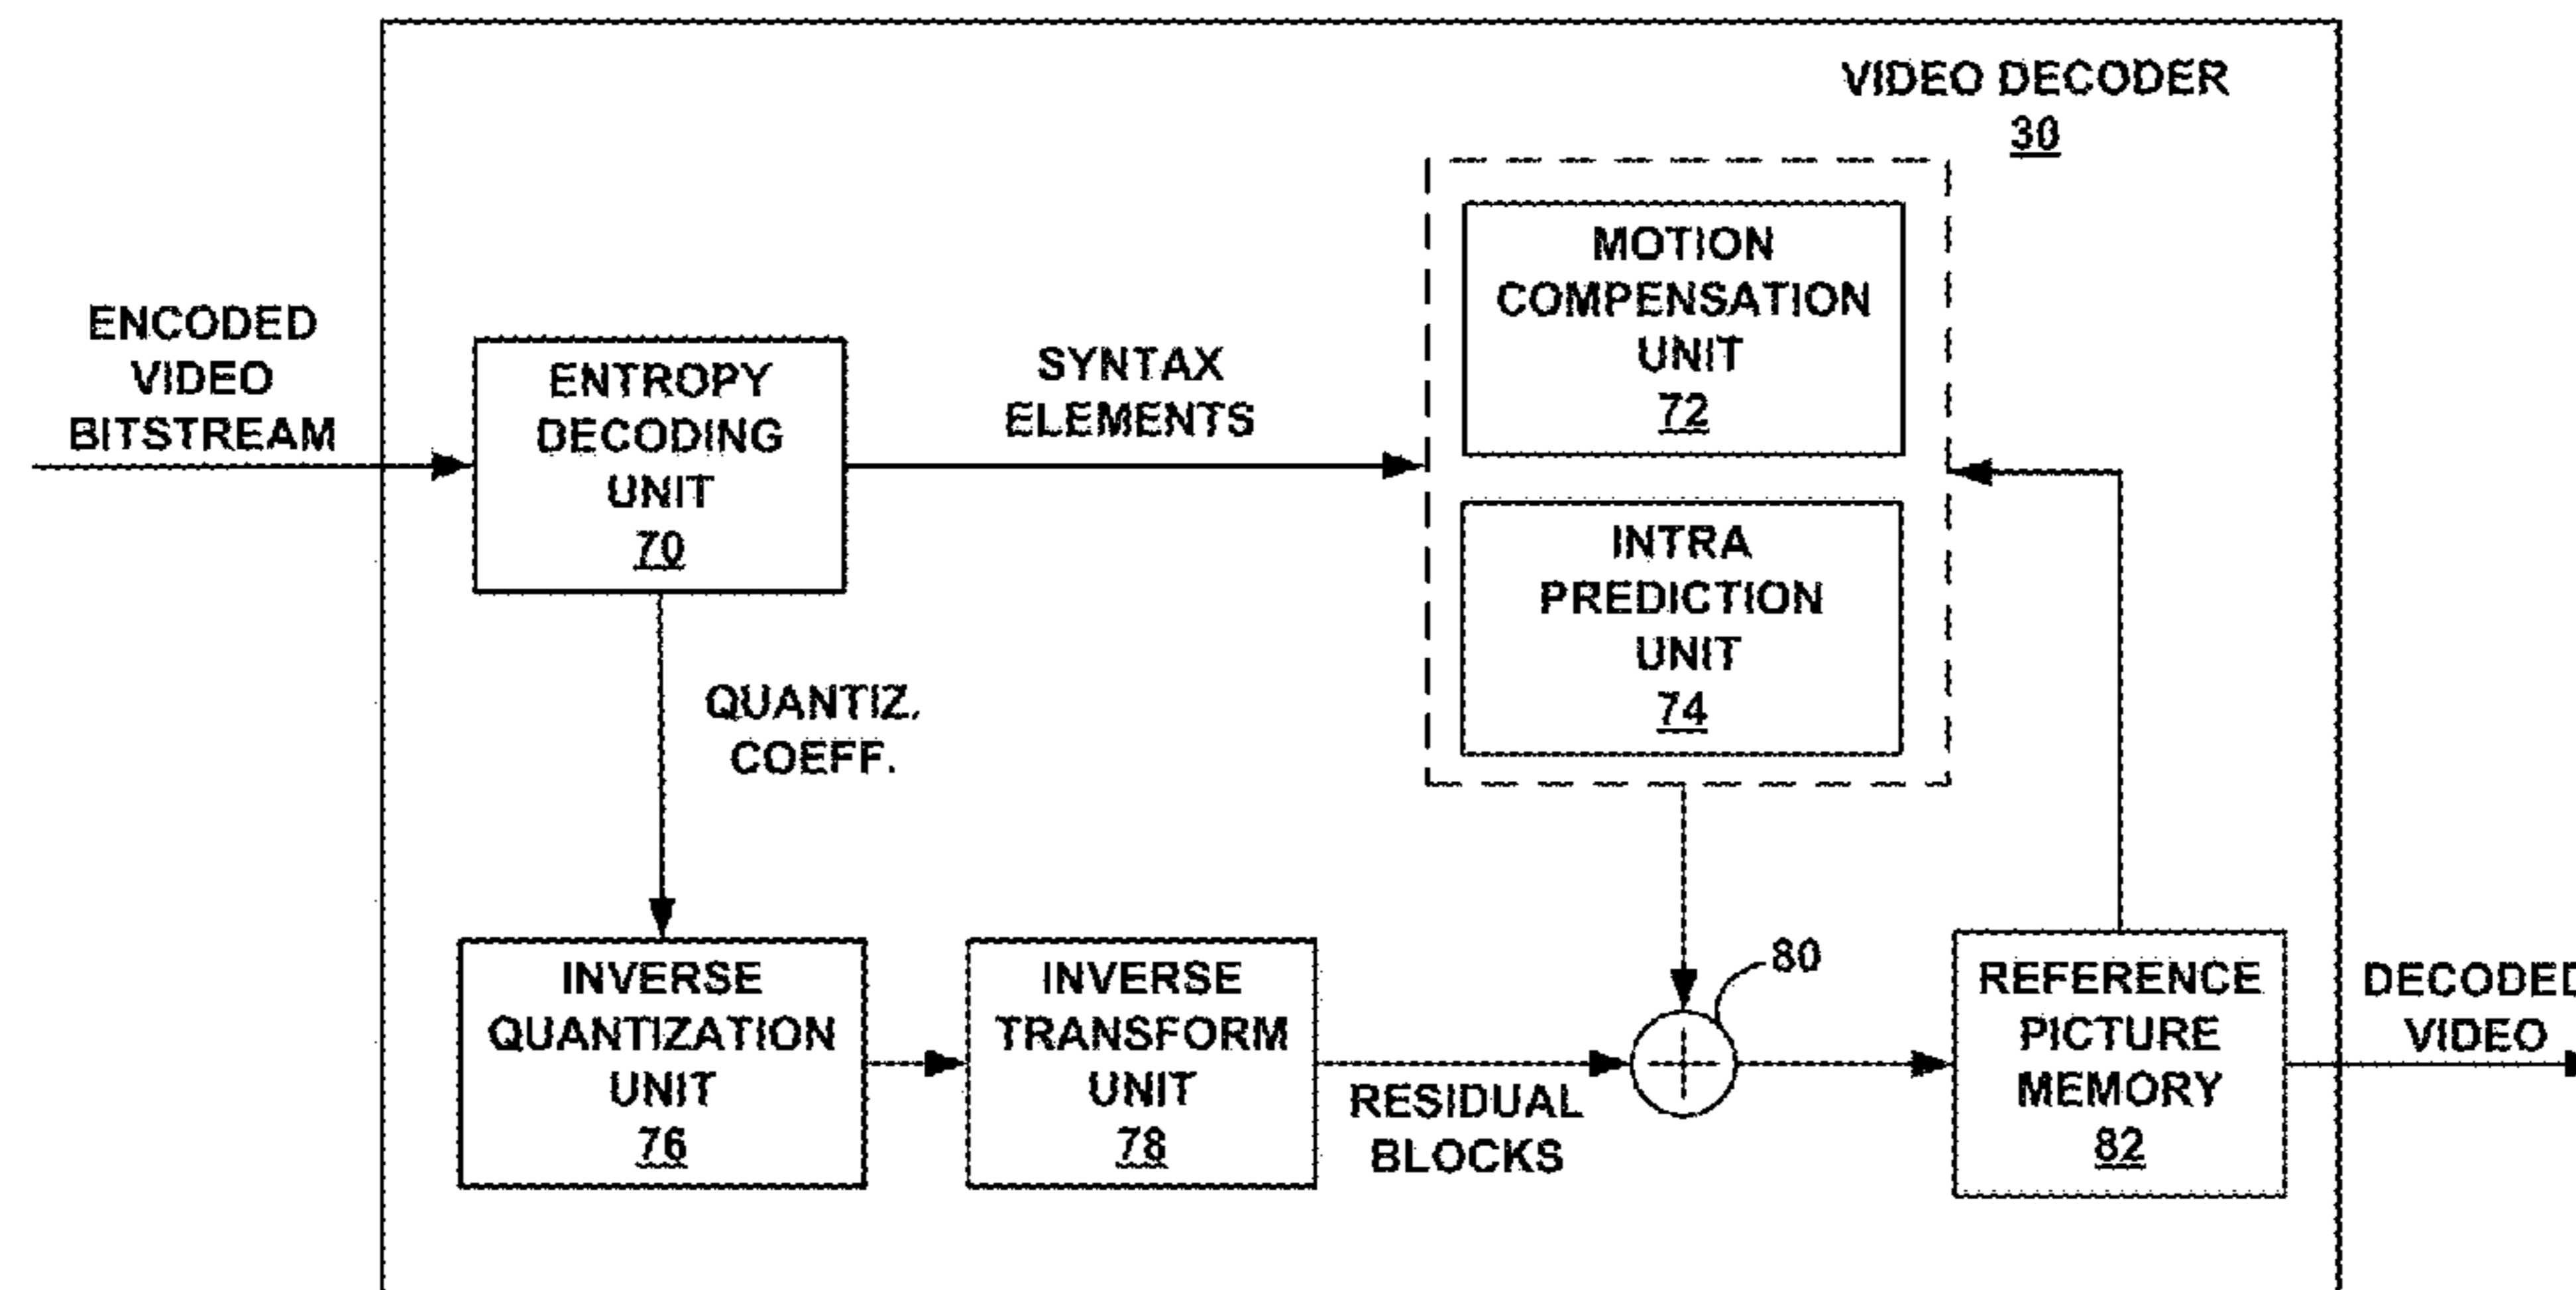 VIDEO DECODER
30
ENCODED
VIDEO
BITSTREAM
ENTROPY
DECODING
UNIT
70
SYNTAX
ELEMENTS
MOTION
COMPENSATION
UNIT
72
INTRA
PREDICTION
UNIT
74
QUANTIZ.
COEFF.
INVERSE
QUANTIZATION
UNIT
76
INVERSE
TRANSFORM
UNIT
78
RESIDUAL
BLOCKS
80
REFERENCE
PICTURE
MEMORY
82
DECODED
VIDEO